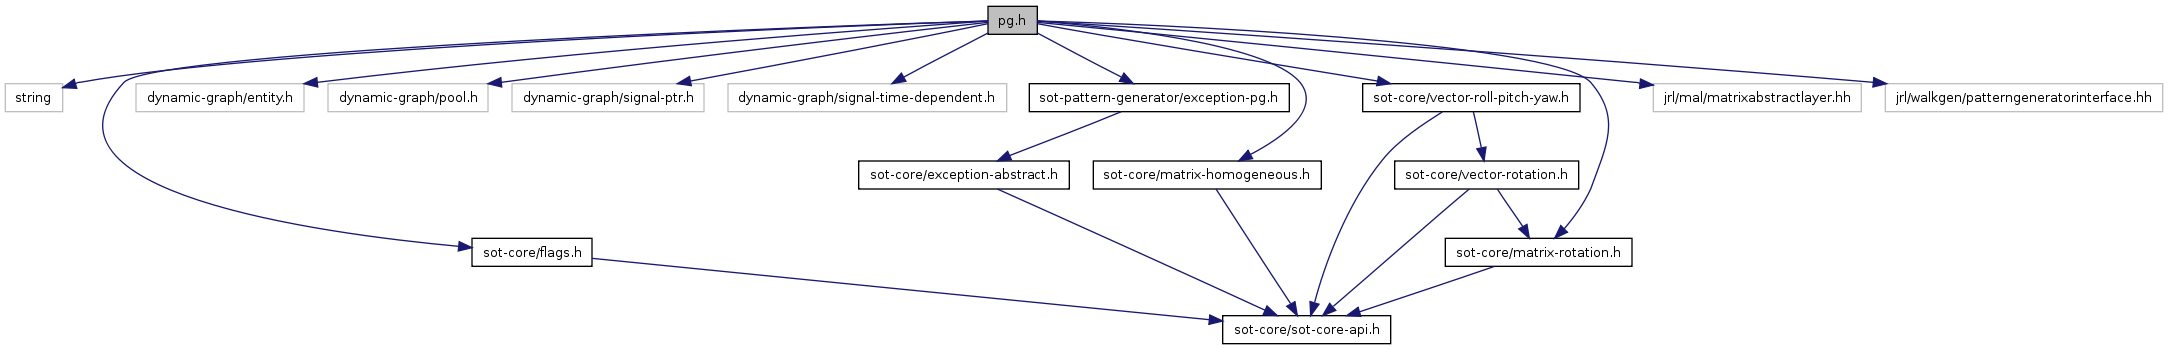 pg.h
string
dynamic-graph/entity.h
dynamic-graph/pool.h
dynamic-graph/signal-ptr.h
dynamic-graph/signal-time-dependent.h
sot-pattern-generator/exception-pg.h
sot-core/vector-roll-pitch-yaw.h
jrl/mal/matrixabstractlayer.hh
jrl/walkgen/patterngeneratorinterface.hh
sot-core/exception-abstract.h
sot-core/matrix-homogeneous.h
sot-core/vector-rotation.h
sot-core/flags.h
sot-core/matrix-rotation.h
sot-core/sot-core-api.h